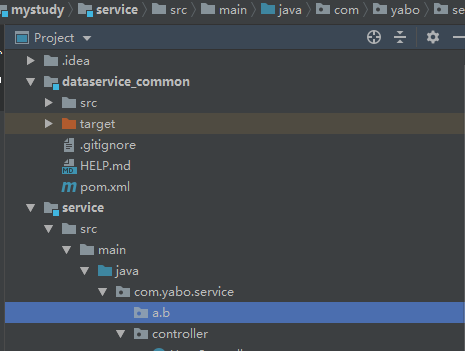 mystudy service src main java com yabo se
Project
.idea
dataservice_common
src
target
.gitignore
MD HELP.md
m pom.xml
service
src
main
java
com.yabo.service
a.b
controller